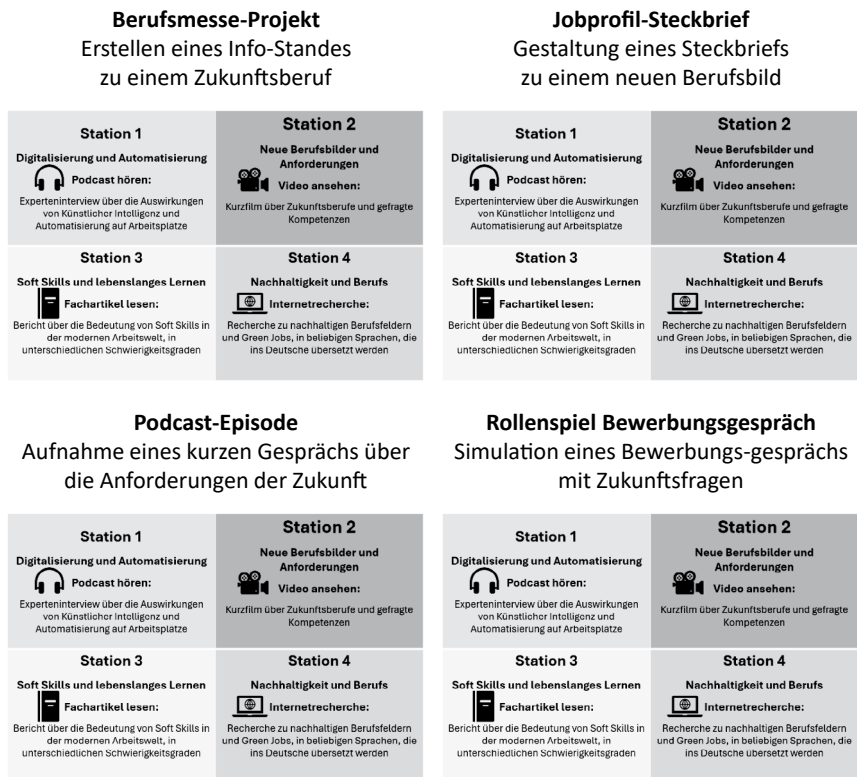 Berufsmesse-Projekt
Erstellen eines Info-Standes
zu einem Zukunftsberuf
Station 1
Digitalisierung und Automatisierung
Podcast hören:
Experteninterview über die Auswirkungen
von Künstlicher Intelligenz und
Automatisierung auf Arbeitsplatze
Station 2
Neue Berufsbilder und
Anforderungen
Video ansehen:
Kurzfilm über Zukunftsberufe und gefragte
Kompetenzen
Station 3
Soft Skills und lebenslanges Lernen
Fachartikel lesen:
Bericht über die Bedeutung von Soft Skills in
der modernen Arbeitswelt, in
unterschiedlichen Schwierigkeitsgraden
Station 4
Nachhaltigkeit und Berufs
Internetrecherche:
Recherche zu nachhaltigen Berufsfeldern
und Green Jobs, in beliebigen Sprachen, die
ins Deutsche übersetzt werden
Jobprofil-Steckbrief
Gestaltung eines Steckbriefs
zu einem neuen Berufsbild
Station 1
Digitalisierung und Automatisierung
Podcast hören:
Experteninterview über die Auswirkungen
von Künstlicher Intelligenz und
Automatisierung auf Arbeitsplatze
Station 2
Neue Berufsbilder und
Anforderungen
Video ansehen:
Kurzfilm über Zukunftsberufe und gefragte
Kompetenzen
Station 3
Soft Skills und lebenslanges Lernen
Fachartikel lesen:
Bericht über die Bedeutung von Soft Skills in
der modernen Arbeitswelt, in
unterschiedlichen Schwierigkeitsgraden
Station 4
Nachhaltigkeit und Berufs
Internetrecherche:
Recherche zu nachhaltigen Berufsfeldern
und Green Jobs, in beliebigen Sprachen, die
ins Deutsche übersetzt werden
Podcast-Episode
Aufnahme eines kurzen Gesprächs über
die Anforderungen der Zukunft
Station 1
Digitalisierung und Automatisierung
Podcast hören:
Experteninterview über die Auswirkungen
von Künstlicher Intelligenz und
Automatisierung auf Arbeitsplatze
Station 2
Neue Berufsbilder und
Anforderungen
Video ansehen:
Kurzfilm über Zukunftsberufe und gefragte
Kompetenzen
Station 3
Soft Skills und lebenslanges Lernen
Fachartikel lesen:
Bericht über die Bedeutung von Soft Skills in
der modernen Arbeitswelt, in
unterschiedlichen Schwierigkeitsgraden
Station 4
Nachhaltigkeit und Berufs
Internetrecherche:
Recherche zu nachhaltigen Berufsfeldern
und Green Jobs, in beliebigen Sprachen, die
ins Deutsche übersetzt werden
Rollenspiel Bewerbungsgespräch
Simulation eines Bewerbungs-gesprächs
mit Zukunftsfragen
Station 1
Digitalisierung und Automatisierung
Podcast hören:
Experteninterview über die Auswirkungen
von Künstlicher Intelligenz und
Automatisierung auf Arbeitsplatze
Station 2
Neue Berufsbilder und
Anforderungen
Video ansehen:
Kurzfilm über Zukunftsberufe und gefragte
Kompetenzen
Station 3
Soft Skills und lebenslanges Lernen
Fachartikel lesen:
Bericht über die Bedeutung von Soft Skills in
der modernen Arbeitswelt, in
unterschiedlichen Schwierigkeitsgraden
Station 4
Nachhaltigkeit und Berufs
Internetrecherche:
Recherche zu nachhaltigen Berufsfeldern
und Green Jobs, in beliebigen Sprachen, die
ins Deutsche übersetzt werden